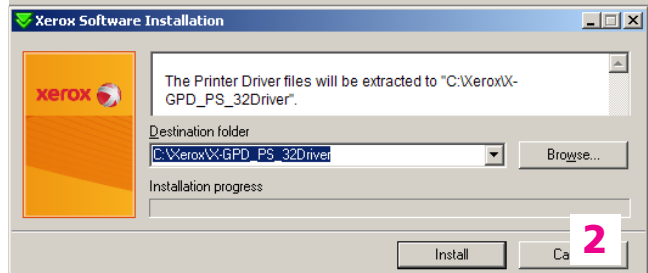 Xerox Software Installation
xerox
The Printer Driver files will be extracted to "C:\Xerox\X-
GPD_PS_32Driver".
Destination folder
C:\Xerox\X-GPD_PS_32Driver
Browse...
Installation progress
Install
2